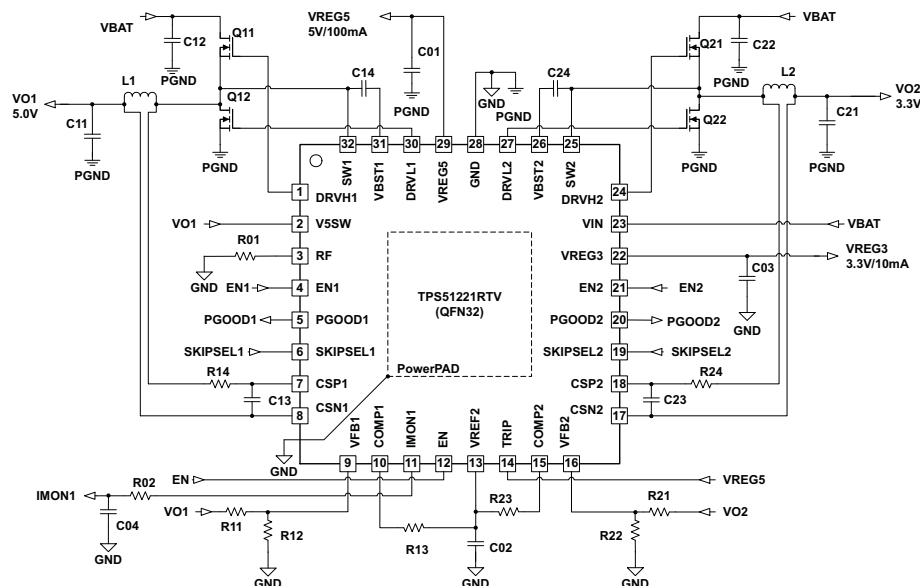 VBAT
C12
PGND
Q11
VREG5
5V/100mA
C01
PGND
Q21
VBAT
C22
PGND
L1
C14
GND
PGND
C24
L2
VO1
5.0V
C11
PGND
Q12
PGND
Q22
PGND
VO2
3.3V
C21
PGND
32
31
30
29
28
27
26
25
SW1
VBST1
DRVL1
VREG5
GND
DRVL2
VBST2
SW2
1
DRVH1
DRVH2
24
VO1
2
V5SW
VIN
23
VBAT
R01
GND
3
RF
VREG3
22
VREG3
3.3V/10mA
C03
GND
EN1
4
EN1
EN2
21
EN2
PGOOD1
5
PGOOD1
PGOOD2
20
PGOOD2
SKIPSEL1
6
SKIPSEL1
SKIPSEL2
19
SKIPSEL2
TPS51221RTV
(QFN32)
PowerPAD
R14
7
CSP1
CSP2
18
R24
C13
8
CSN1
CSN2
17
C23
GND
VFB1
COMP1
IMON1
EN
VREF2
TRIP
COMP2
VFB2
9
10
11
12
13
14
15
16
EN
VREG5
IMON1
R02
C04
GND
VO1
R11
R12
GND
R13
R23
C02
GND
R21
VO2
R22
GND